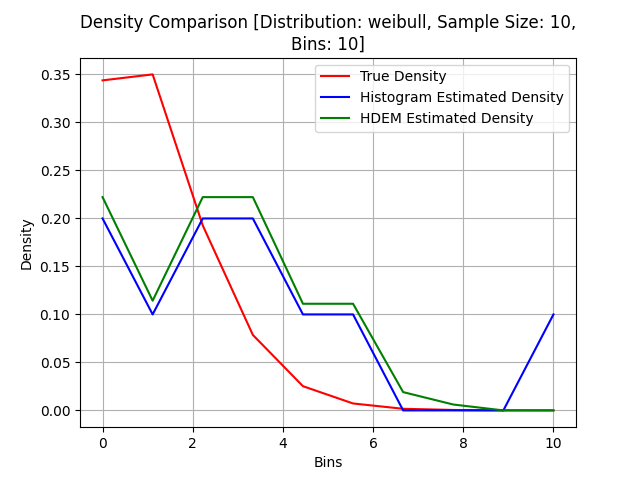 Density Comparison [Distribution: weibull, Sample Size: 10,
Bins: 10]
True Density
Histogram Estimated Density
HDEM Estimated Density
Density
0.35
0.30
0.25
0.20
0.15
0.10
0.05
0.00
0 2 4 6 8 10
Bins